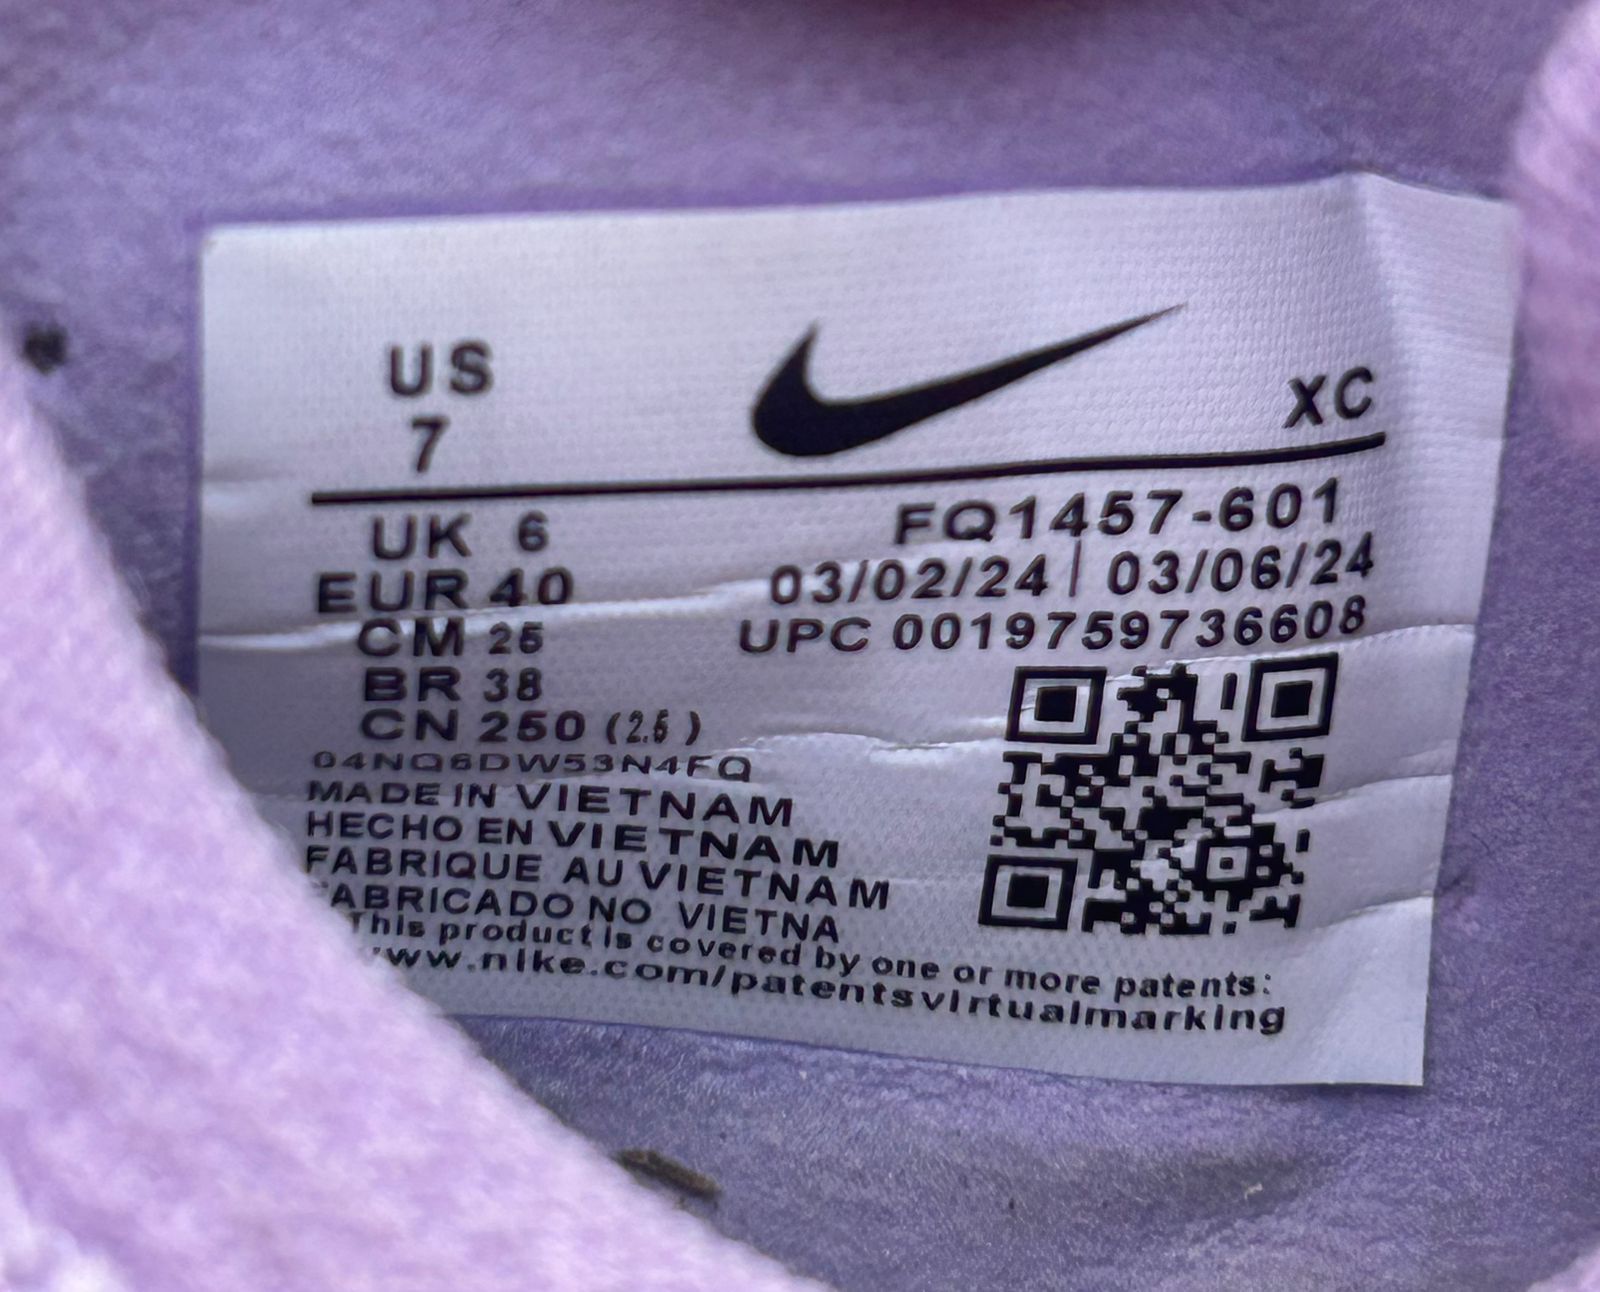 US
7
XC
UK 6
EUR 40
CM 25
BR 38
CN 250 (2.5)
FQ1457-601
03/02/24 | 03/06/24
UPC 0019759736608
04NQ6DW53N4FQ
MADE IN VIETNAM
HECHO EN VIETNAM
FABRIQUE AU VIETNAM
FABRICADO NO VIETNA
This product is covered by one or more patents:
www.nike.com/patentsvirtualmarking